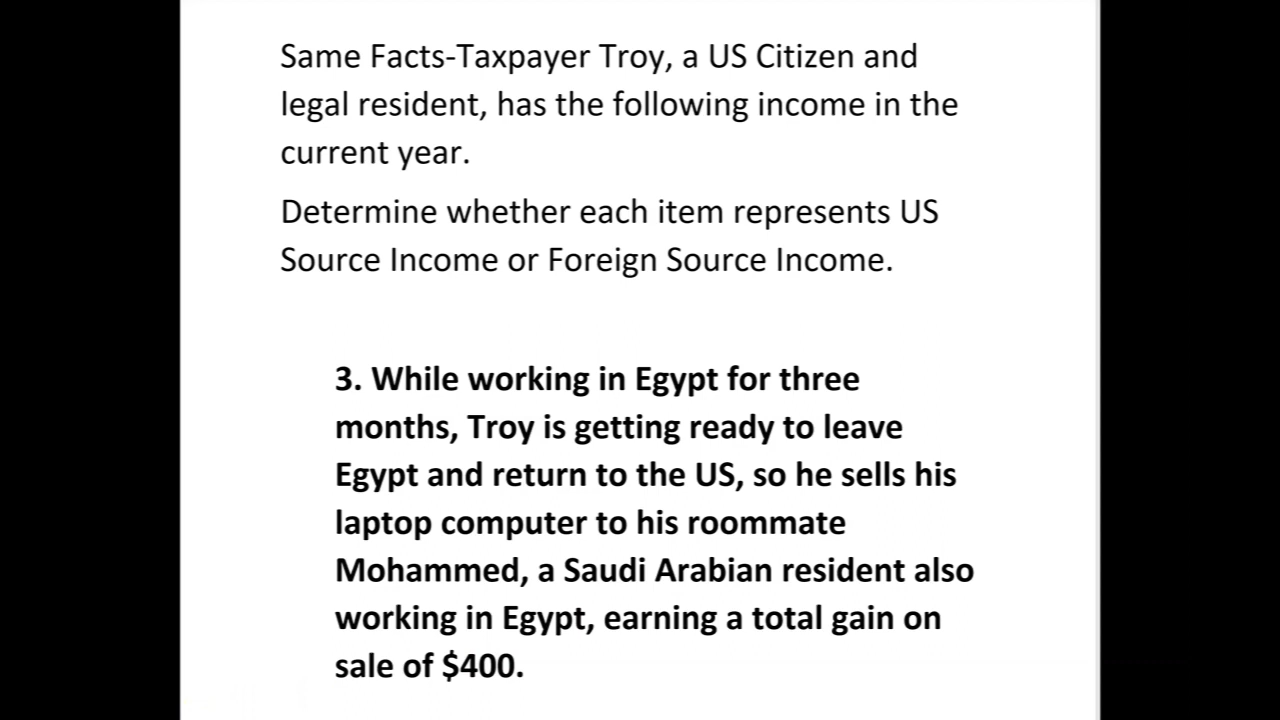 Same Facts-Taxpayer Troy, a US Citizen and
legal resident, has the following income in the
current year.
Determine whether each item represents US
Source Income or Foreign Source Income.
3. While working in Egypt for three
months, Troy is getting ready to leave
Egypt and return to the US, so he sells his
laptop computer to his roommate
Mohammed, a Saudi Arabian resident also
working in Egypt, earning a total gain on
sale of $400.